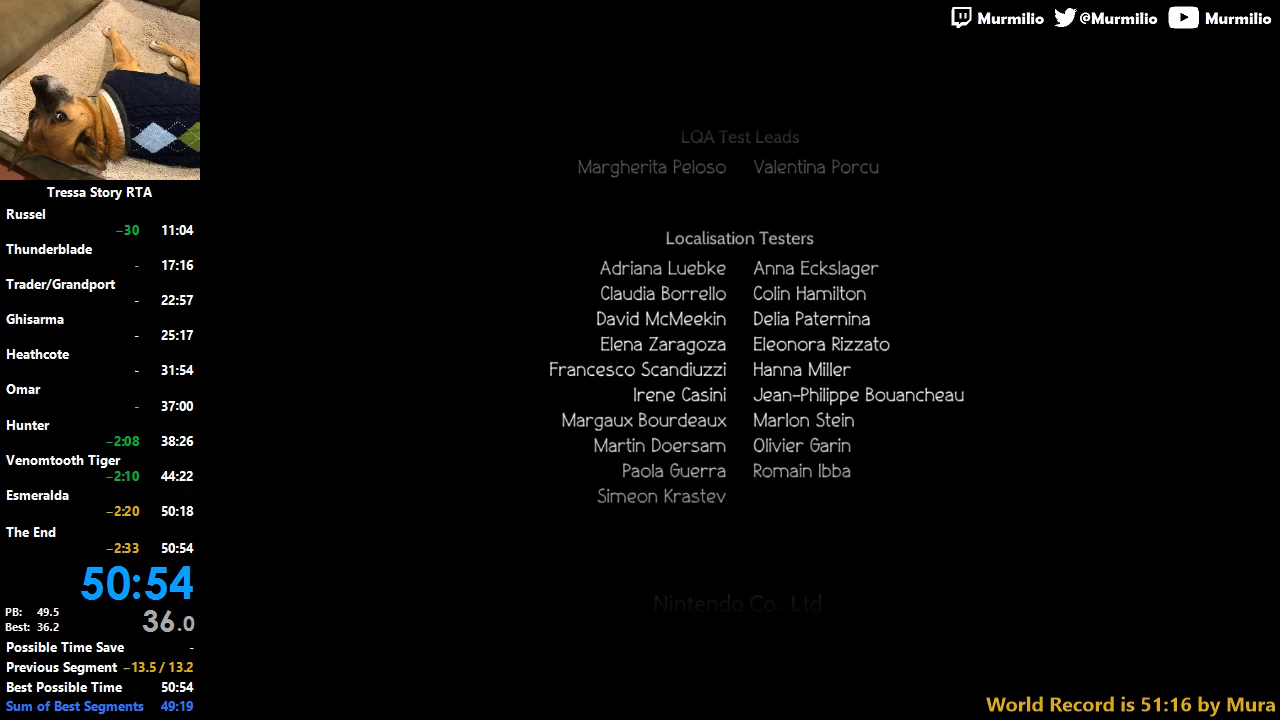 Murmilio @Murmilio Murmilio
Tressa Story RTA
Russel
−30 11:04
Thunderblade
- 17:16
Trader/Grandport
- 22:57
Ghisarma
- 25:17
Heathcote
- 31:54
Omar
- 37:00
Hunter
−2:08 38:26
Venomtooth Tiger
−2:10 44:22
Esmeralda
−2:20 50:18
The End
−2:33 50:54
50:54
PB: 49.5
Best: 36.2
36.0
Possible Time Save -
Previous Segment −13.5 / 13.2
Best Possible Time 50:54
Sum of Best Segments 49:19
LQA Test Leads
Margherita Peloso Valentina Porcu
Localisation Testers
Adriana Luebke Anna Eckslager
Claudia Borrello Colin Hamilton
David McMeekin Delia Paternina
Elena Zaragoza Eleonora Rizzato
Francesco Scandiuzzi Hanna Miller
Irene Casini Jean-Philippe Bouancheau
Margaux Bourdeaux Marlon Stein
Martin Doersam Olivier Garin
Paola Guerra Romain Ibba
Simeon Krastev
Nintendo Co., Ltd
World Record is 51:16 by Mura